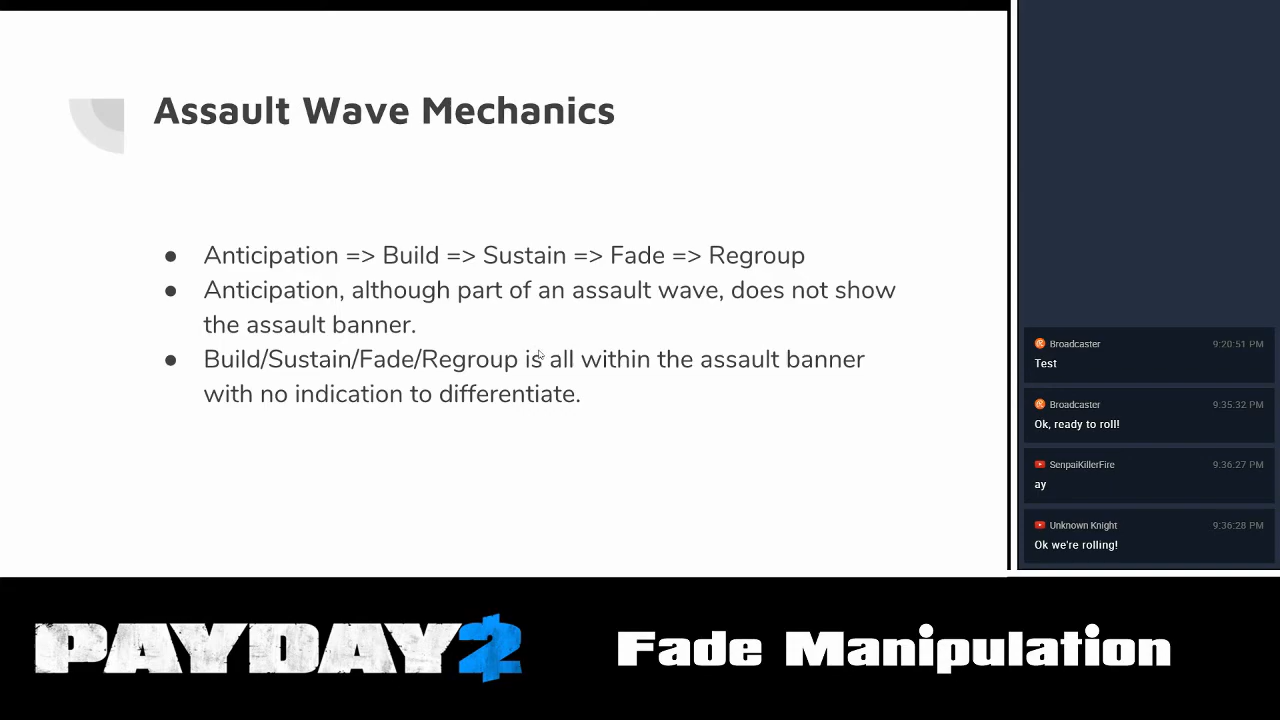 Assault Wave Mechanics
● Anticipation => Build => Sustain => Fade => Regroup
● Anticipation, although part of an assault wave, does not show
the assault banner.
● Build/Sustain/Fade/Regroup is all within the assault banner
with no indication to differentiate.
Broadcaster 9:20:51 PM
Test
Broadcaster 9:35:32 PM
Ok, ready to roll!
SenpaiKillerFire 9:36:27 PM
ay
Unknown Knight 9:36:28 PM
Ok we're rolling!
PAYDAY 2
Fade Manipulation